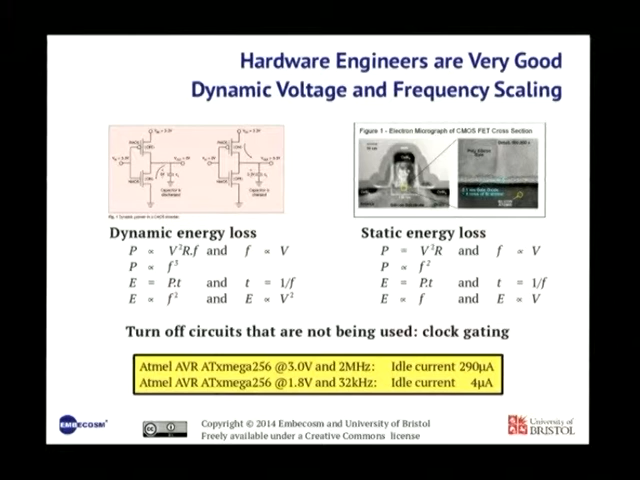 Hardware Engineers are Very Good
Dynamic Voltage and Frequency Scaling
Figure 1 - Electron Micrograph of CMOS FET Cross Section
Dynamic energy loss
P ∝ V²R.f and f ∝ V
P ∝ f³
E = P.t and t = 1/f
E ∝ f² and E ∝ V²
Static energy loss
P = V²R and f ∝ V
P ∝ f²
E = P.t and t = 1/f
E ∝ f and E ∝ V
Turn off circuits that are not being used: clock gating
Atmel AVR ATxmega256 @3.0V and 2MHz: Idle current 290µA
Atmel AVR ATxmega256 @1.8V and 32kHz: Idle current 4µA
EMBECOSM
Copyright © 2014 Embecosm and University of Bristol
Freely available under a Creative Commons license
University of
BRISTOL